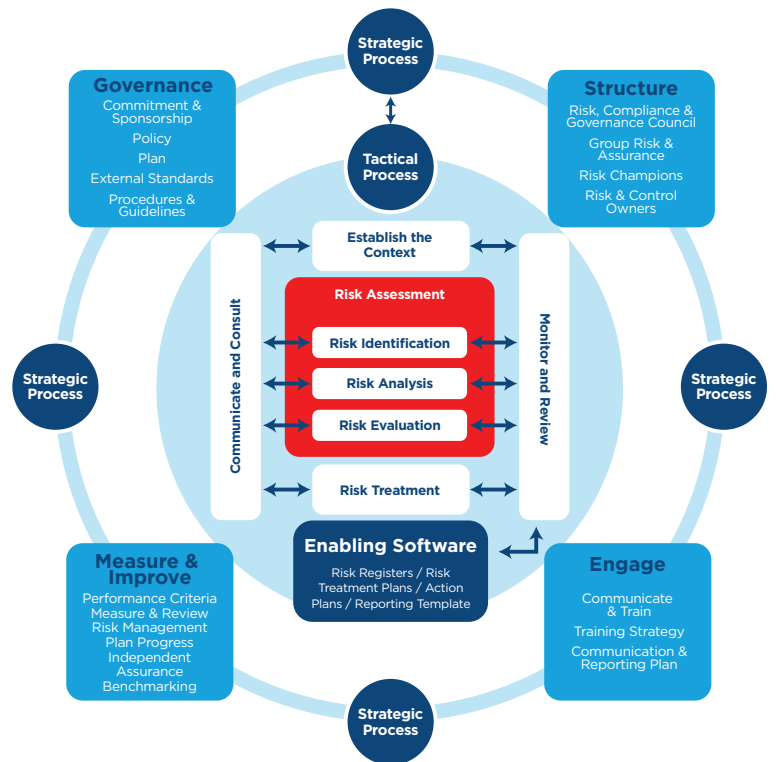 Strategic
Process
Governance
Commitment &
Sponsorship
Policy
Plan
External Standards
Procedures &
Guidelines
Structure
Risk, Compliance &
Governance Council
Group Risk &
Assurance
Risk Champions
Risk & Control
Owners
Tactical
Process
Establish the
Context
Communicate and Consult
Risk Assessment
Risk Identification
Risk Analysis
Risk Evaluation
Monitor and Review
Strategic
Process
Strategic
Process
Risk Treatment
Enabling Software
Risk Registers / Risk
Treatment Plans / Action
Plans / Reporting Template
Measure &
Improve
Performance Criteria
Measure & Review
Risk Management
Plan Progress
Independent
Assurance
Benchmarking
Engage
Communicate
& Train
Training Strategy
Communication &
Reporting Plan
Strategic
Process